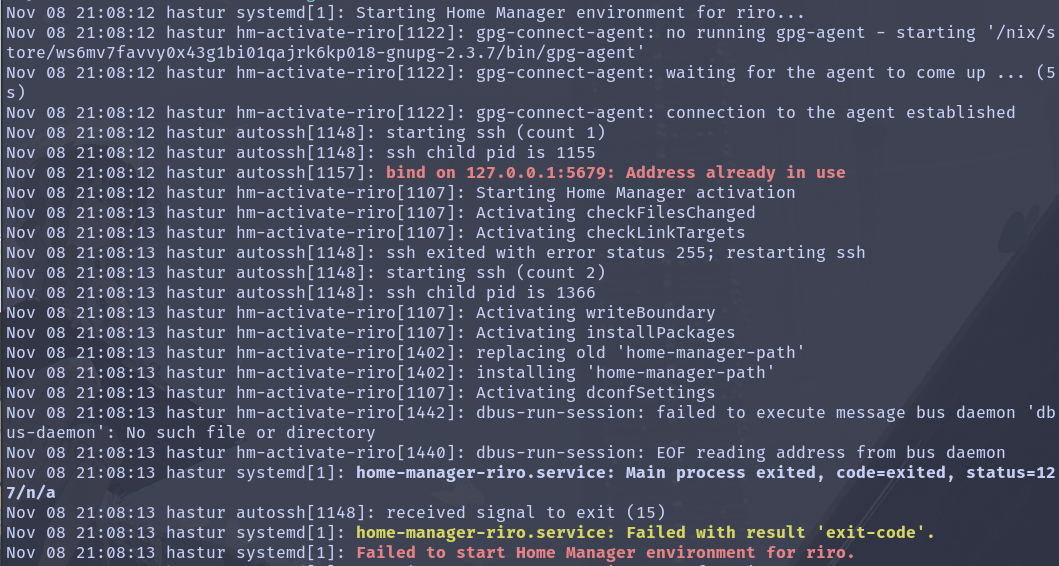 Nov 08 21:08:12 hastur systemd[1]: Starting Home Manager environment for riro...
Nov 08 21:08:12 hastur hm-activate-riro[1122]: gpg-connect-agent: no running gpg-agent - starting '/nix/s
tore/ws6mv7favvy0x43g1bi01qajrk6kp018-gnupg-2.3.7/bin/gpg-agent'
Nov 08 21:08:12 hastur hm-activate-riro[1122]: gpg-connect-agent: waiting for the agent to come up ... (5
s)
Nov 08 21:08:12 hastur hm-activate-riro[1122]: gpg-connect-agent: connection to the agent established
Nov 08 21:08:12 hastur autossh[1148]: starting ssh (count 1)
Nov 08 21:08:12 hastur autossh[1148]: ssh child pid is 1155
Nov 08 21:08:12 hastur autossh[1157]: bind on 127.0.0.1:5679: Address already in use
Nov 08 21:08:12 hastur hm-activate-riro[1107]: Starting Home Manager activation
Nov 08 21:08:13 hastur hm-activate-riro[1107]: Activating checkFilesChanged
Nov 08 21:08:13 hastur hm-activate-riro[1107]: Activating checkLinkTargets
Nov 08 21:08:13 hastur autossh[1148]: ssh exited with error status 255; restarting ssh
Nov 08 21:08:13 hastur autossh[1148]: starting ssh (count 2)
Nov 08 21:08:13 hastur autossh[1148]: ssh child pid is 1366
Nov 08 21:08:13 hastur hm-activate-riro[1107]: Activating writeBoundary
Nov 08 21:08:13 hastur hm-activate-riro[1107]: Activating installPackages
Nov 08 21:08:13 hastur hm-activate-riro[1402]: replacing old 'home-manager-path'
Nov 08 21:08:13 hastur hm-activate-riro[1402]: installing 'home-manager-path'
Nov 08 21:08:13 hastur hm-activate-riro[1107]: Activating dconfSettings
Nov 08 21:08:13 hastur hm-activate-riro[1442]: dbus-run-session: failed to execute message bus daemon 'db
us-daemon': No such file or directory
Nov 08 21:08:13 hastur hm-activate-riro[1440]: dbus-run-session: EOF reading address from bus daemon
Nov 08 21:08:13 hastur systemd[1]: home-manager-riro.service: Main process exited, code=exited, status=12
7/n/a
Nov 08 21:08:13 hastur autossh[1148]: received signal to exit (15)
Nov 08 21:08:13 hastur systemd[1]: home-manager-riro.service: Failed with result 'exit-code'.
Nov 08 21:08:13 hastur systemd[1]: Failed to start Home Manager environment for riro.